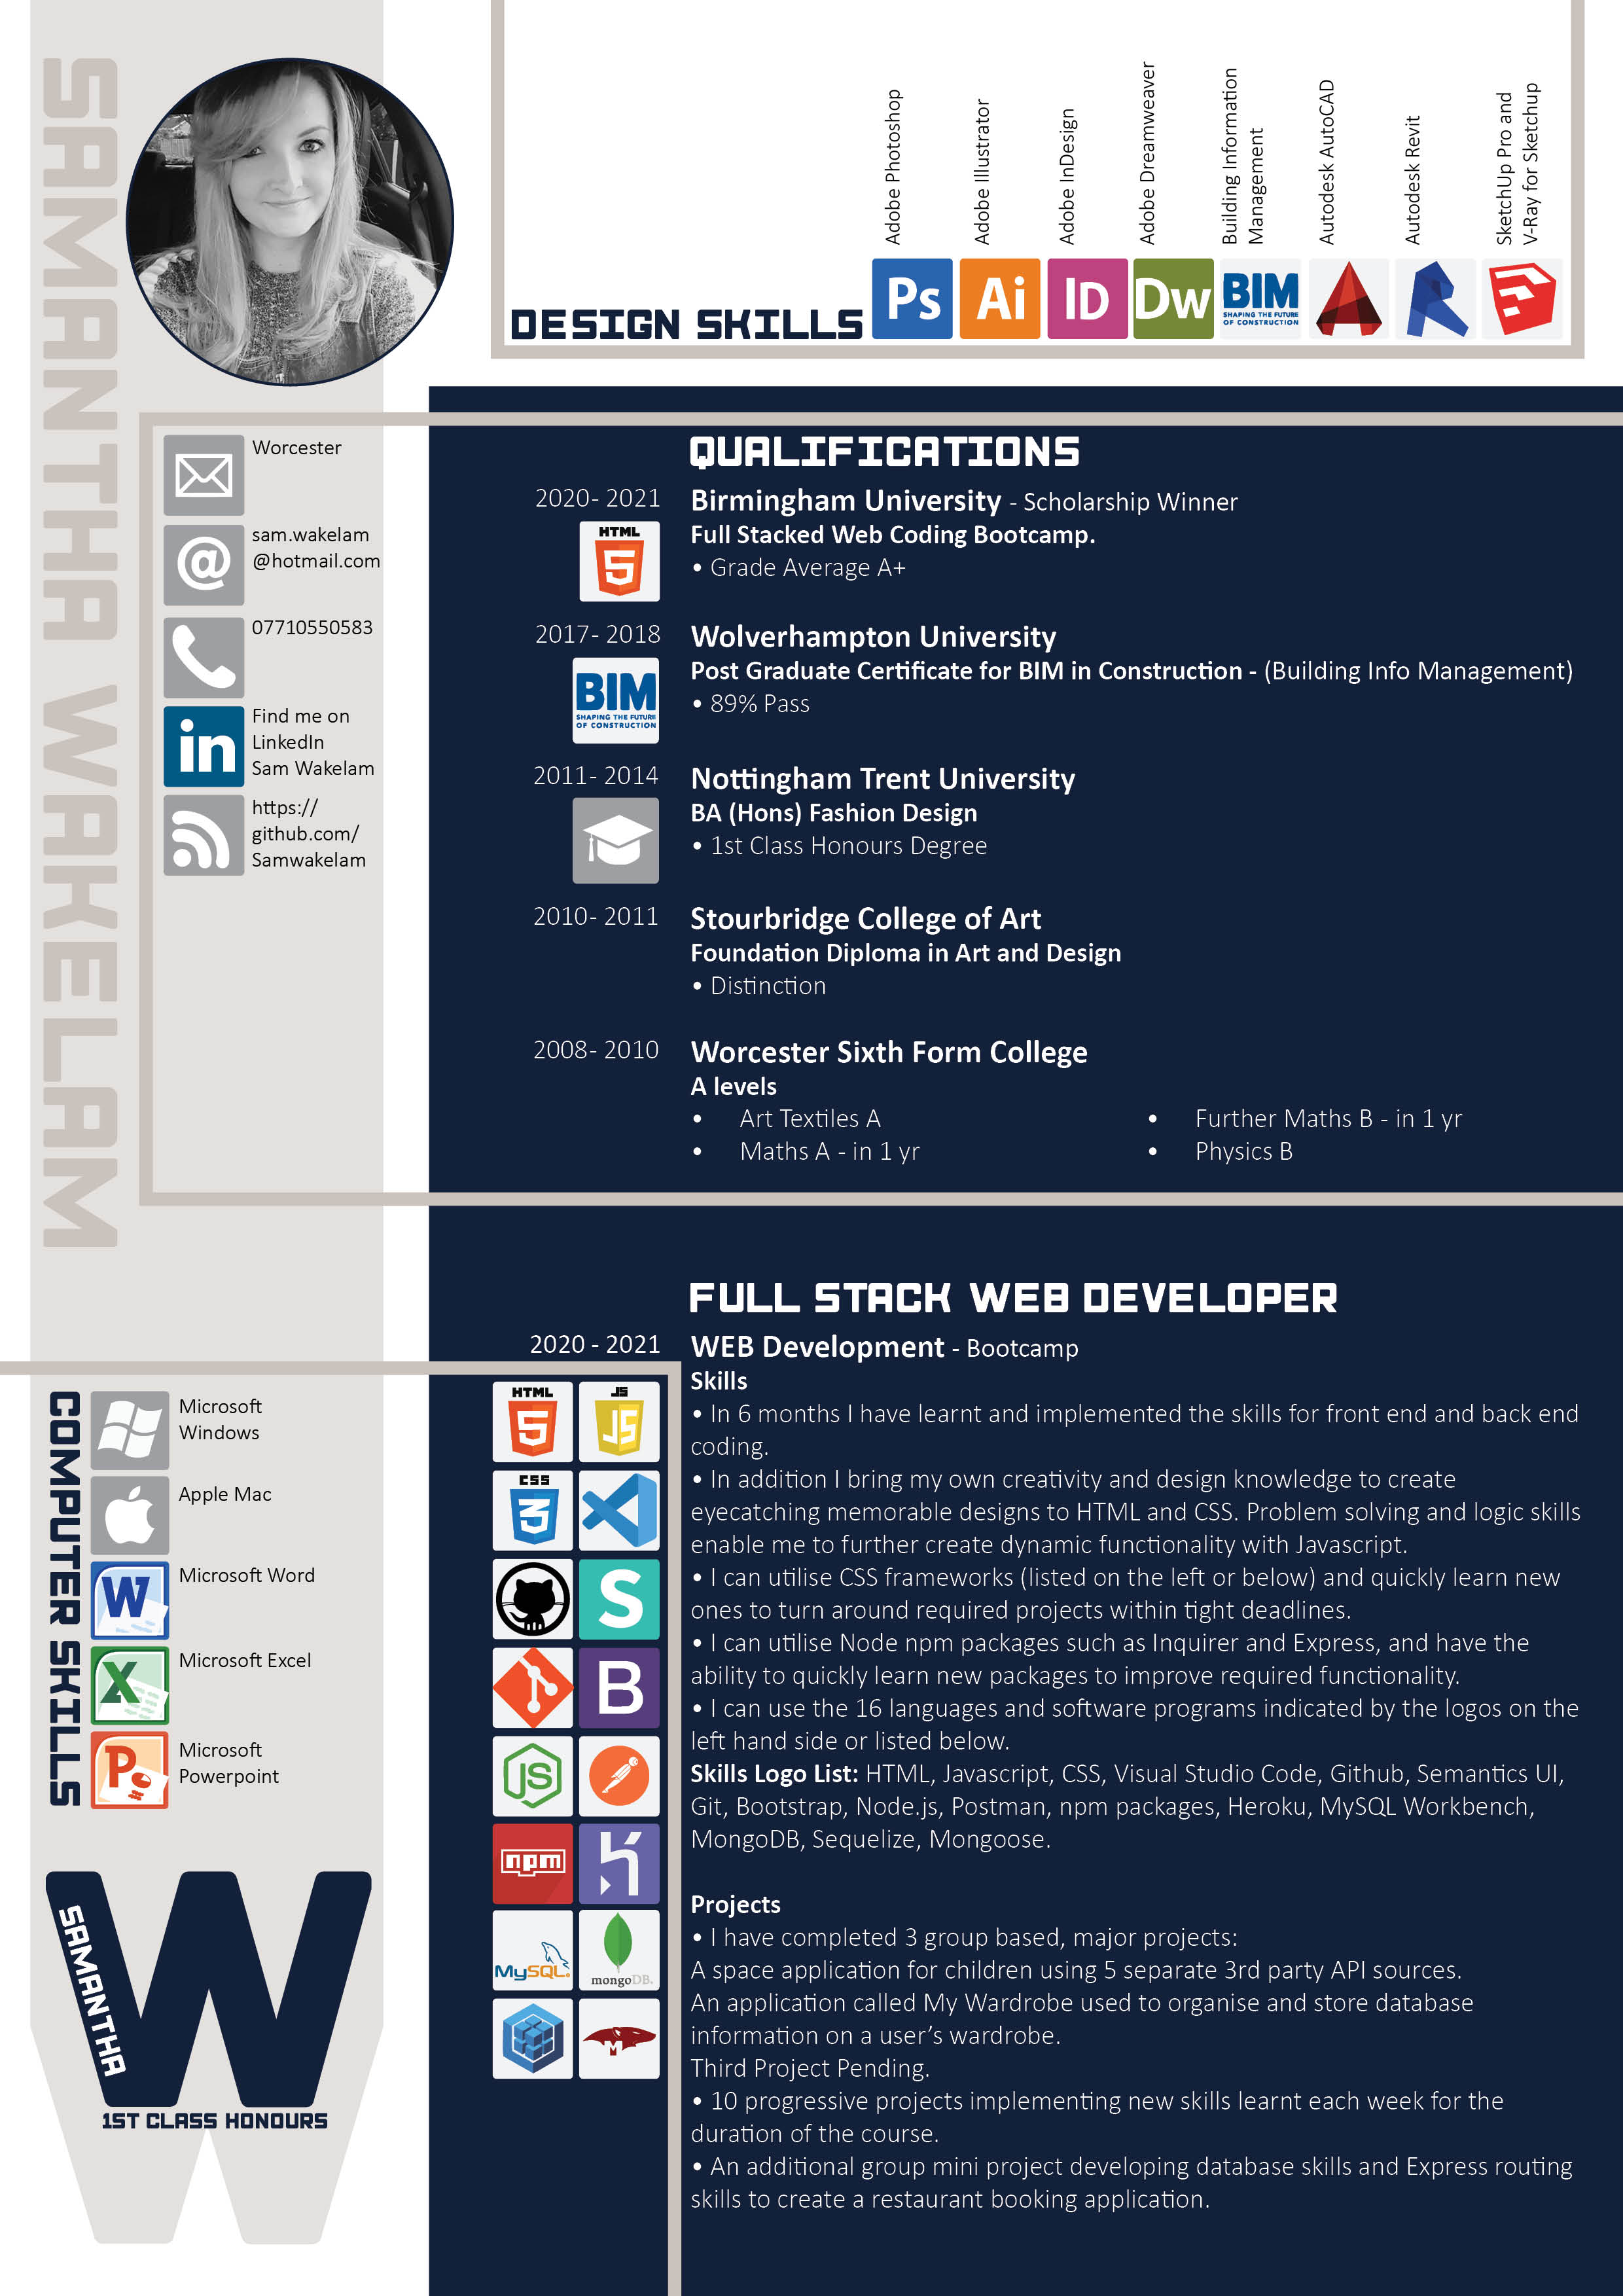 SAMANTHA WAKELAM
Adobe Photoshop
Adobe Illustrator
Adobe InDesign
Adobe Dreamweaver
Building Information
Management
Autodesk AutoCAD
Autodesk Revit
SketchUp Pro and
V-Ray for Sketchup
DESIGN SKILLS
Ps
Ai
ID
Dw
BIM
SHAPING THE FUTURE
OF CONSTRUCTION
Worcester
@
sam.wakelam
@hotmail.com
07710550583
in
Find me on
LinkedIn
Sam Wakelam
https://
github.com/
Samwakelam
QUALIFICATIONS
2020- 2021
HTML
5
Birmingham University - Scholarship Winner
Full Stacked Web Coding Bootcamp.
• Grade Average A+
2017- 2018
BIM
SHAPING THE FUTURE
OF CONSTRUCTION
Wolverhampton University
Post Graduate Certificate for BIM in Construction - (Building Info Management)
• 89% Pass
2011- 2014
Nottingham Trent University
BA (Hons) Fashion Design
• 1st Class Honours Degree
2010- 2011
Stourbridge College of Art
Foundation Diploma in Art and Design
• Distinction
2008- 2010
Worcester Sixth Form College
A levels
• Art Textiles A
• Maths A - in 1 yr
• Further Maths B - in 1 yr
• Physics B
COMPUTER SKILLS
Microsoft
Windows
Apple Mac
W
Microsoft Word
X
Microsoft Excel
P
Microsoft
Powerpoint
W
SAMANTHA
1ST CLASS HONOURS
FULL STACK WEB DEVELOPER
2020 - 2021
HTML
5
JS
JS
CSS
3
S
B
JS
npm
MySQL
mongoDB.
M
WEB Development - Bootcamp
Skills
• In 6 months I have learnt and implemented the skills for front end and back end
coding.
• In addition I bring my own creativity and design knowledge to create
eyecatching memorable designs to HTML and CSS. Problem solving and logic skills
enable me to further create dynamic functionality with Javascript.
• I can utilise CSS frameworks (listed on the left or below) and quickly learn new
ones to turn around required projects within tight deadlines.
• I can utilise Node npm packages such as Inquirer and Express, and have the
ability to quickly learn new packages to improve required functionality.
• I can use the 16 languages and software programs indicated by the logos on the
left hand side or listed below.
Skills Logo List: HTML, Javascript, CSS, Visual Studio Code, Github, Semantics UI,
Git, Bootstrap, Node.js, Postman, npm packages, Heroku, MySQL Workbench,
MongoDB, Sequelize, Mongoose.
Projects
• I have completed 3 group based, major projects:
A space application for children using 5 separate 3rd party API sources.
An application called My Wardrobe used to organise and store database
information on a user’s wardrobe.
Third Project Pending.
• 10 progressive projects implementing new skills learnt each week for the
duration of the course.
• An additional group mini project developing database skills and Express routing
skills to create a restaurant booking application.